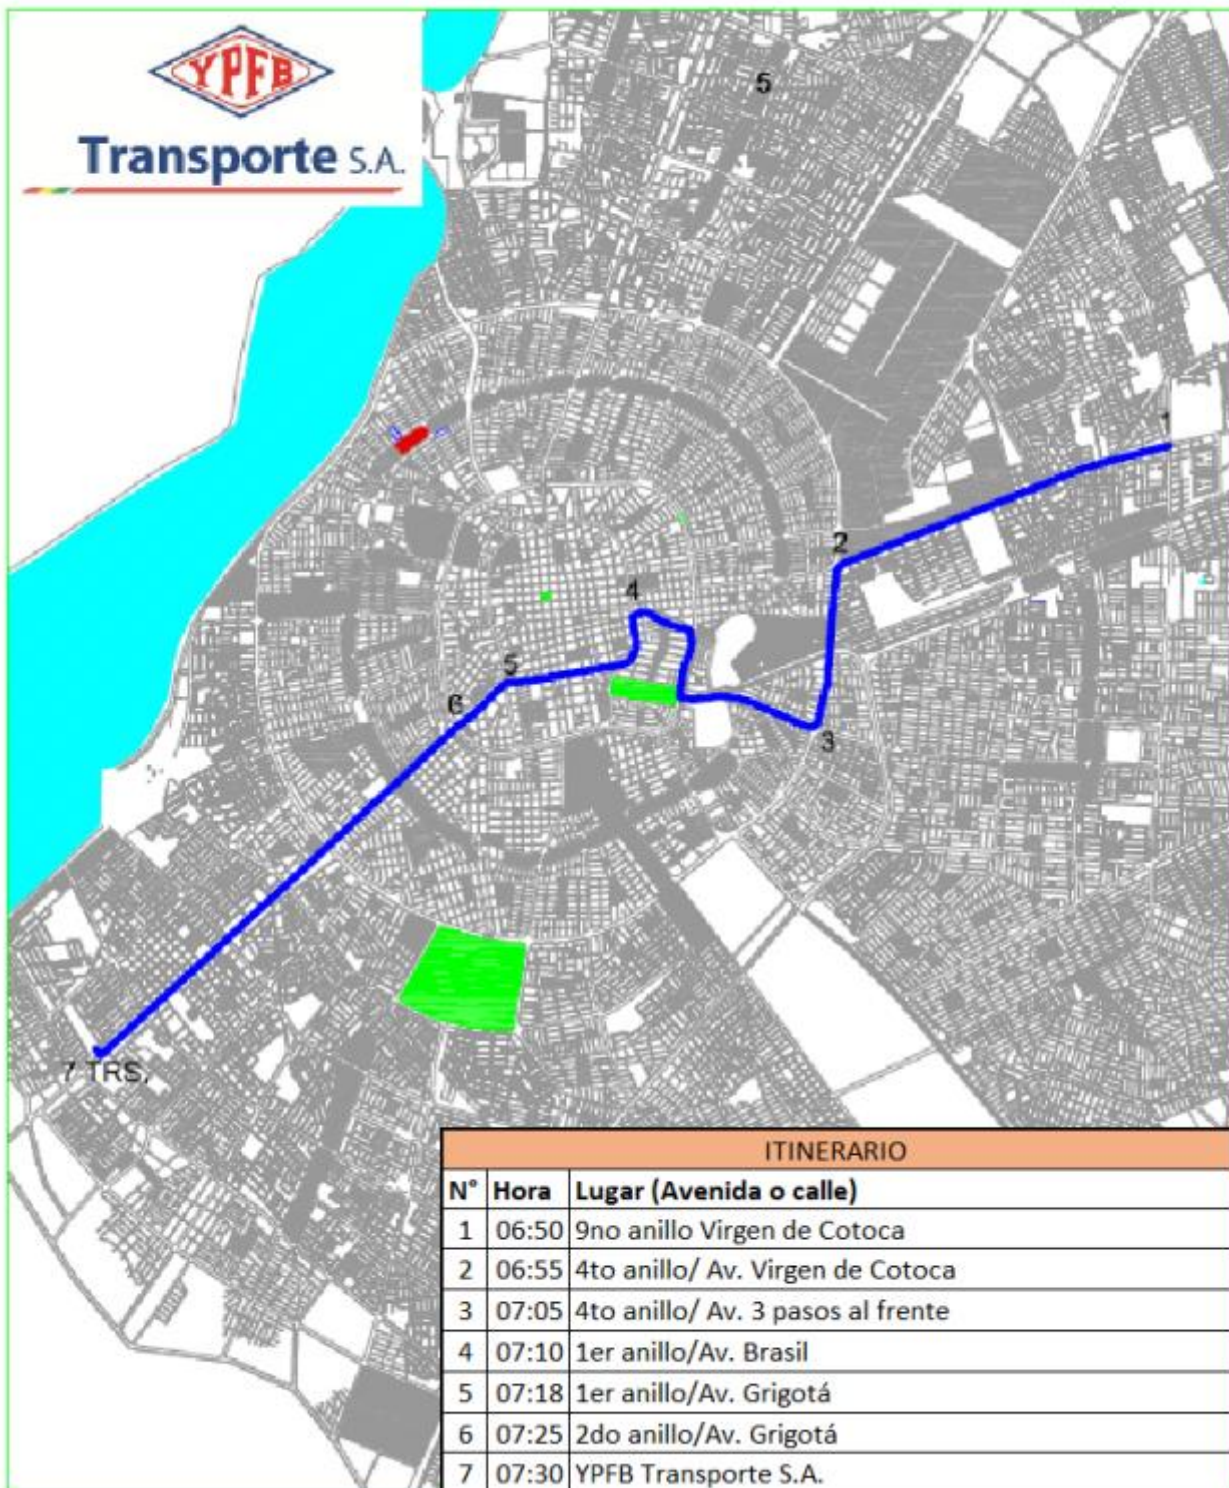 YPFB
Transporte S.A.
5
1
2
4
5
6
3
7 TRS,
ITINERARIO
N° Hora Lugar (Avenida o calle)
1 06:50 9no anillo Virgen de Cotoca
2 06:55 4to anillo/ Av. Virgen de Cotoca
3 07:05 4to anillo/ Av. 3 pasos al frente
4 07:10 1er anillo/Av. Brasil
5 07:18 1er anillo/Av. Grigotá
6 07:25 2do anillo/Av. Grigotá
7 07:30 YPFB Transporte S.A.